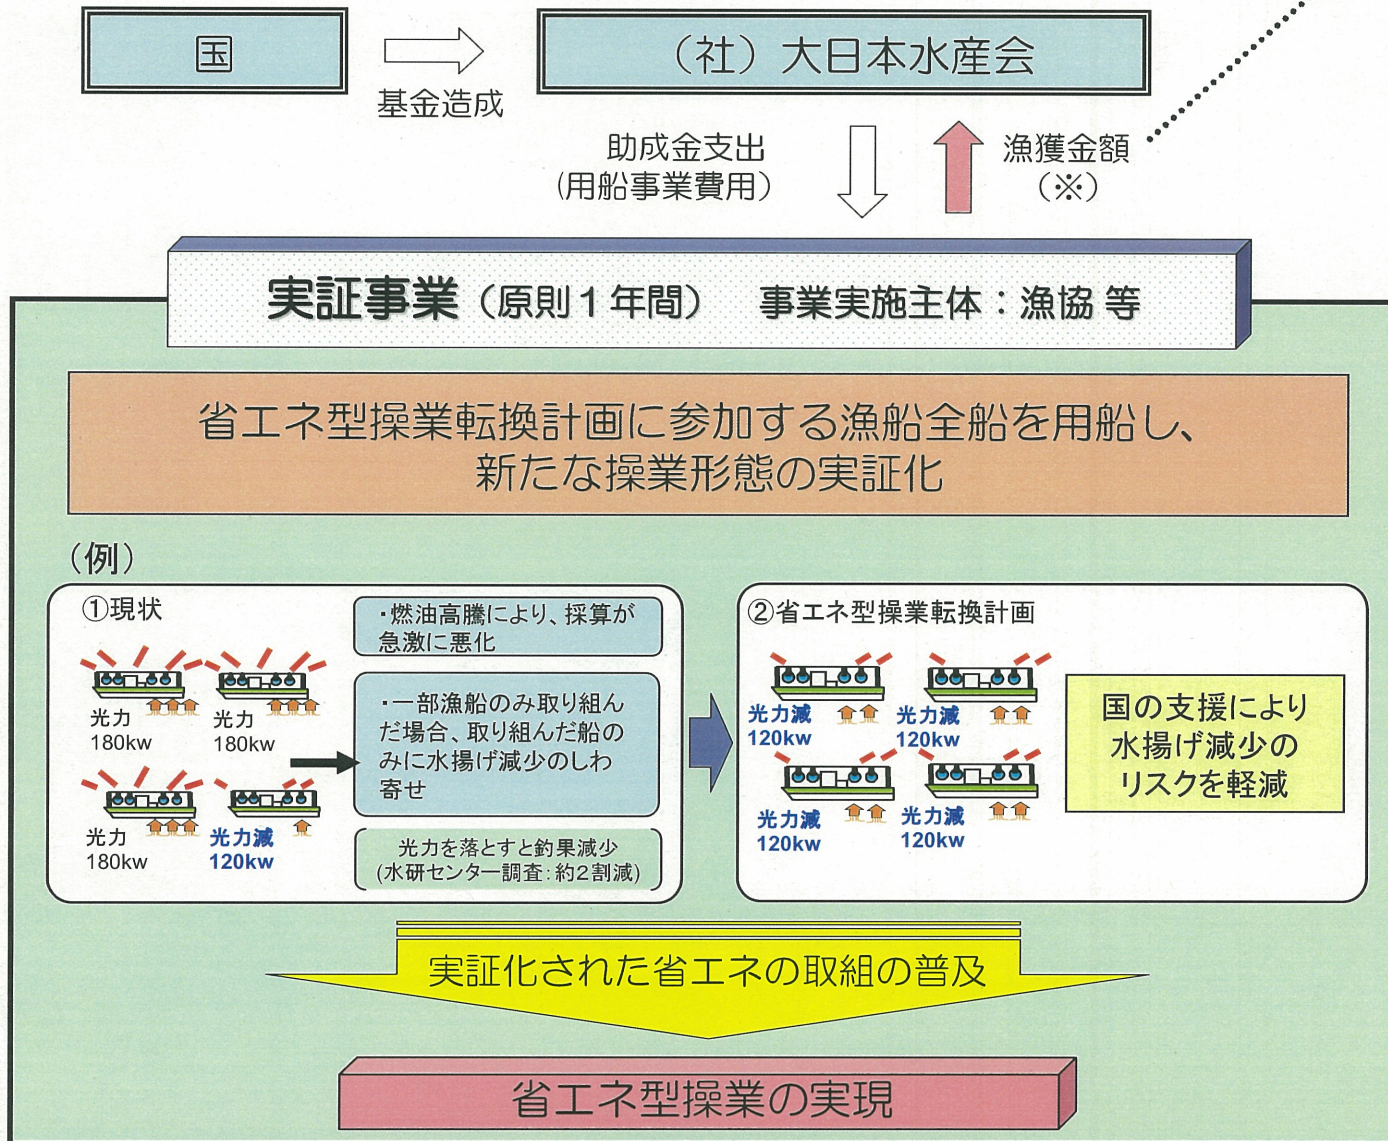 国
基金造成
（社）大日本水産会
助成金支出
(用船事業費用)
漁獲金額
(※)
実証事業（原則１年間）　事業実施主体：漁協 等
省エネ型操業転換計画に参加する漁船全船を用船し、
新たな操業形態の実証化
（例）
①現状
光力
180kw
光力
180kw
光力
180kw
光力減
120kw
・燃油高騰により、採算が
急激に悪化
・一部漁船のみ取り組ん
だ場合、取り組んだ船の
みに水揚げ減少のしわ
寄せ
光力を落とすと釣果減少
(水研センター調査：約２割減)
②省エネ型操業転換計画
光力減
120kw
光力減
120kw
光力減
120kw
光力減
120kw
国の支援により
水揚げ減少の
リスクを軽減
実証化された省エネの取組の普及
省エネ型操業の実現